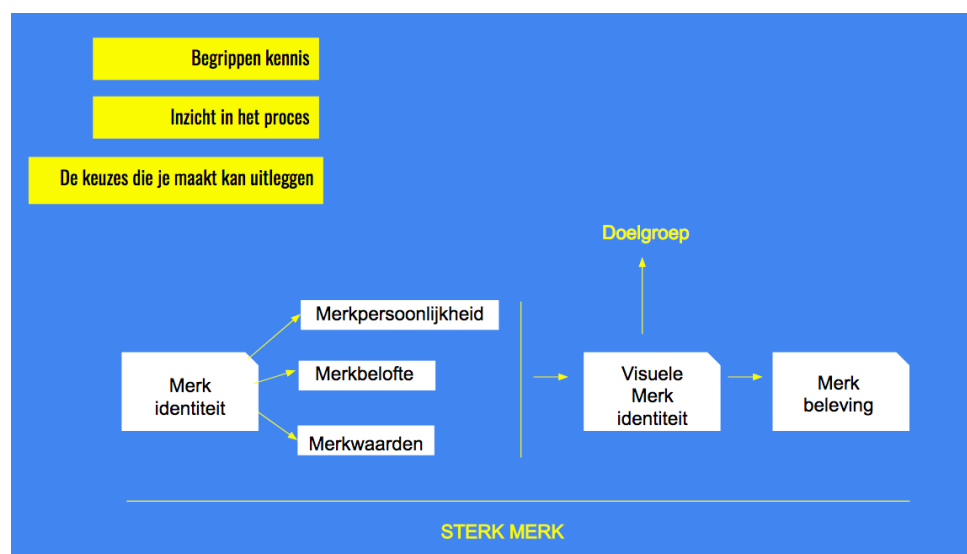 Begrippen kennis
Inzicht in het proces
De keuzes die je maakt kan uitleggen
Doelgroep
Merkpersoonlijkheid
Merk
identiteit
Merkbelofte
Merkwaarden
Visuele
Merk
identiteit
Merk
beleving
STERK MERK